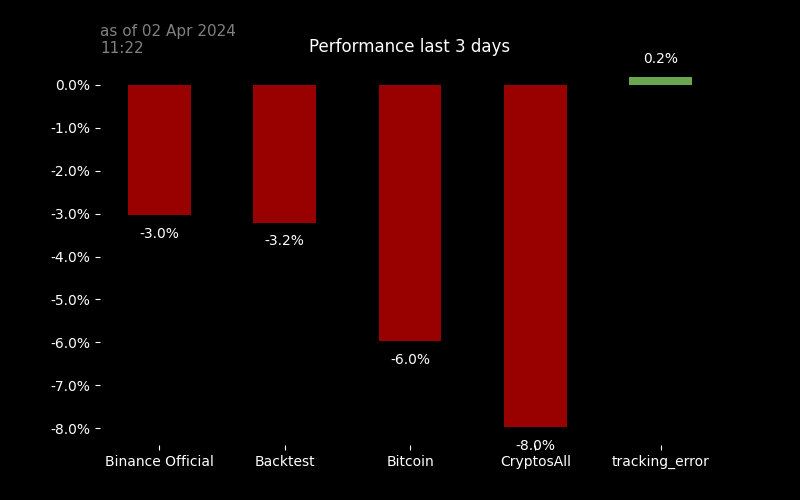 as of 02 Apr 2024
11:22
Performance last 3 days
0.2%
0.0%
-1.0%
-2.0%
-3.0%
-4.0%
-5.0%
-6.0%
-7.0%
-8.0%
-3.0%
-3.2%
-6.0%
-8.0%
Binance Official
Backtest
Bitcoin
CryptosAll
tracking_error